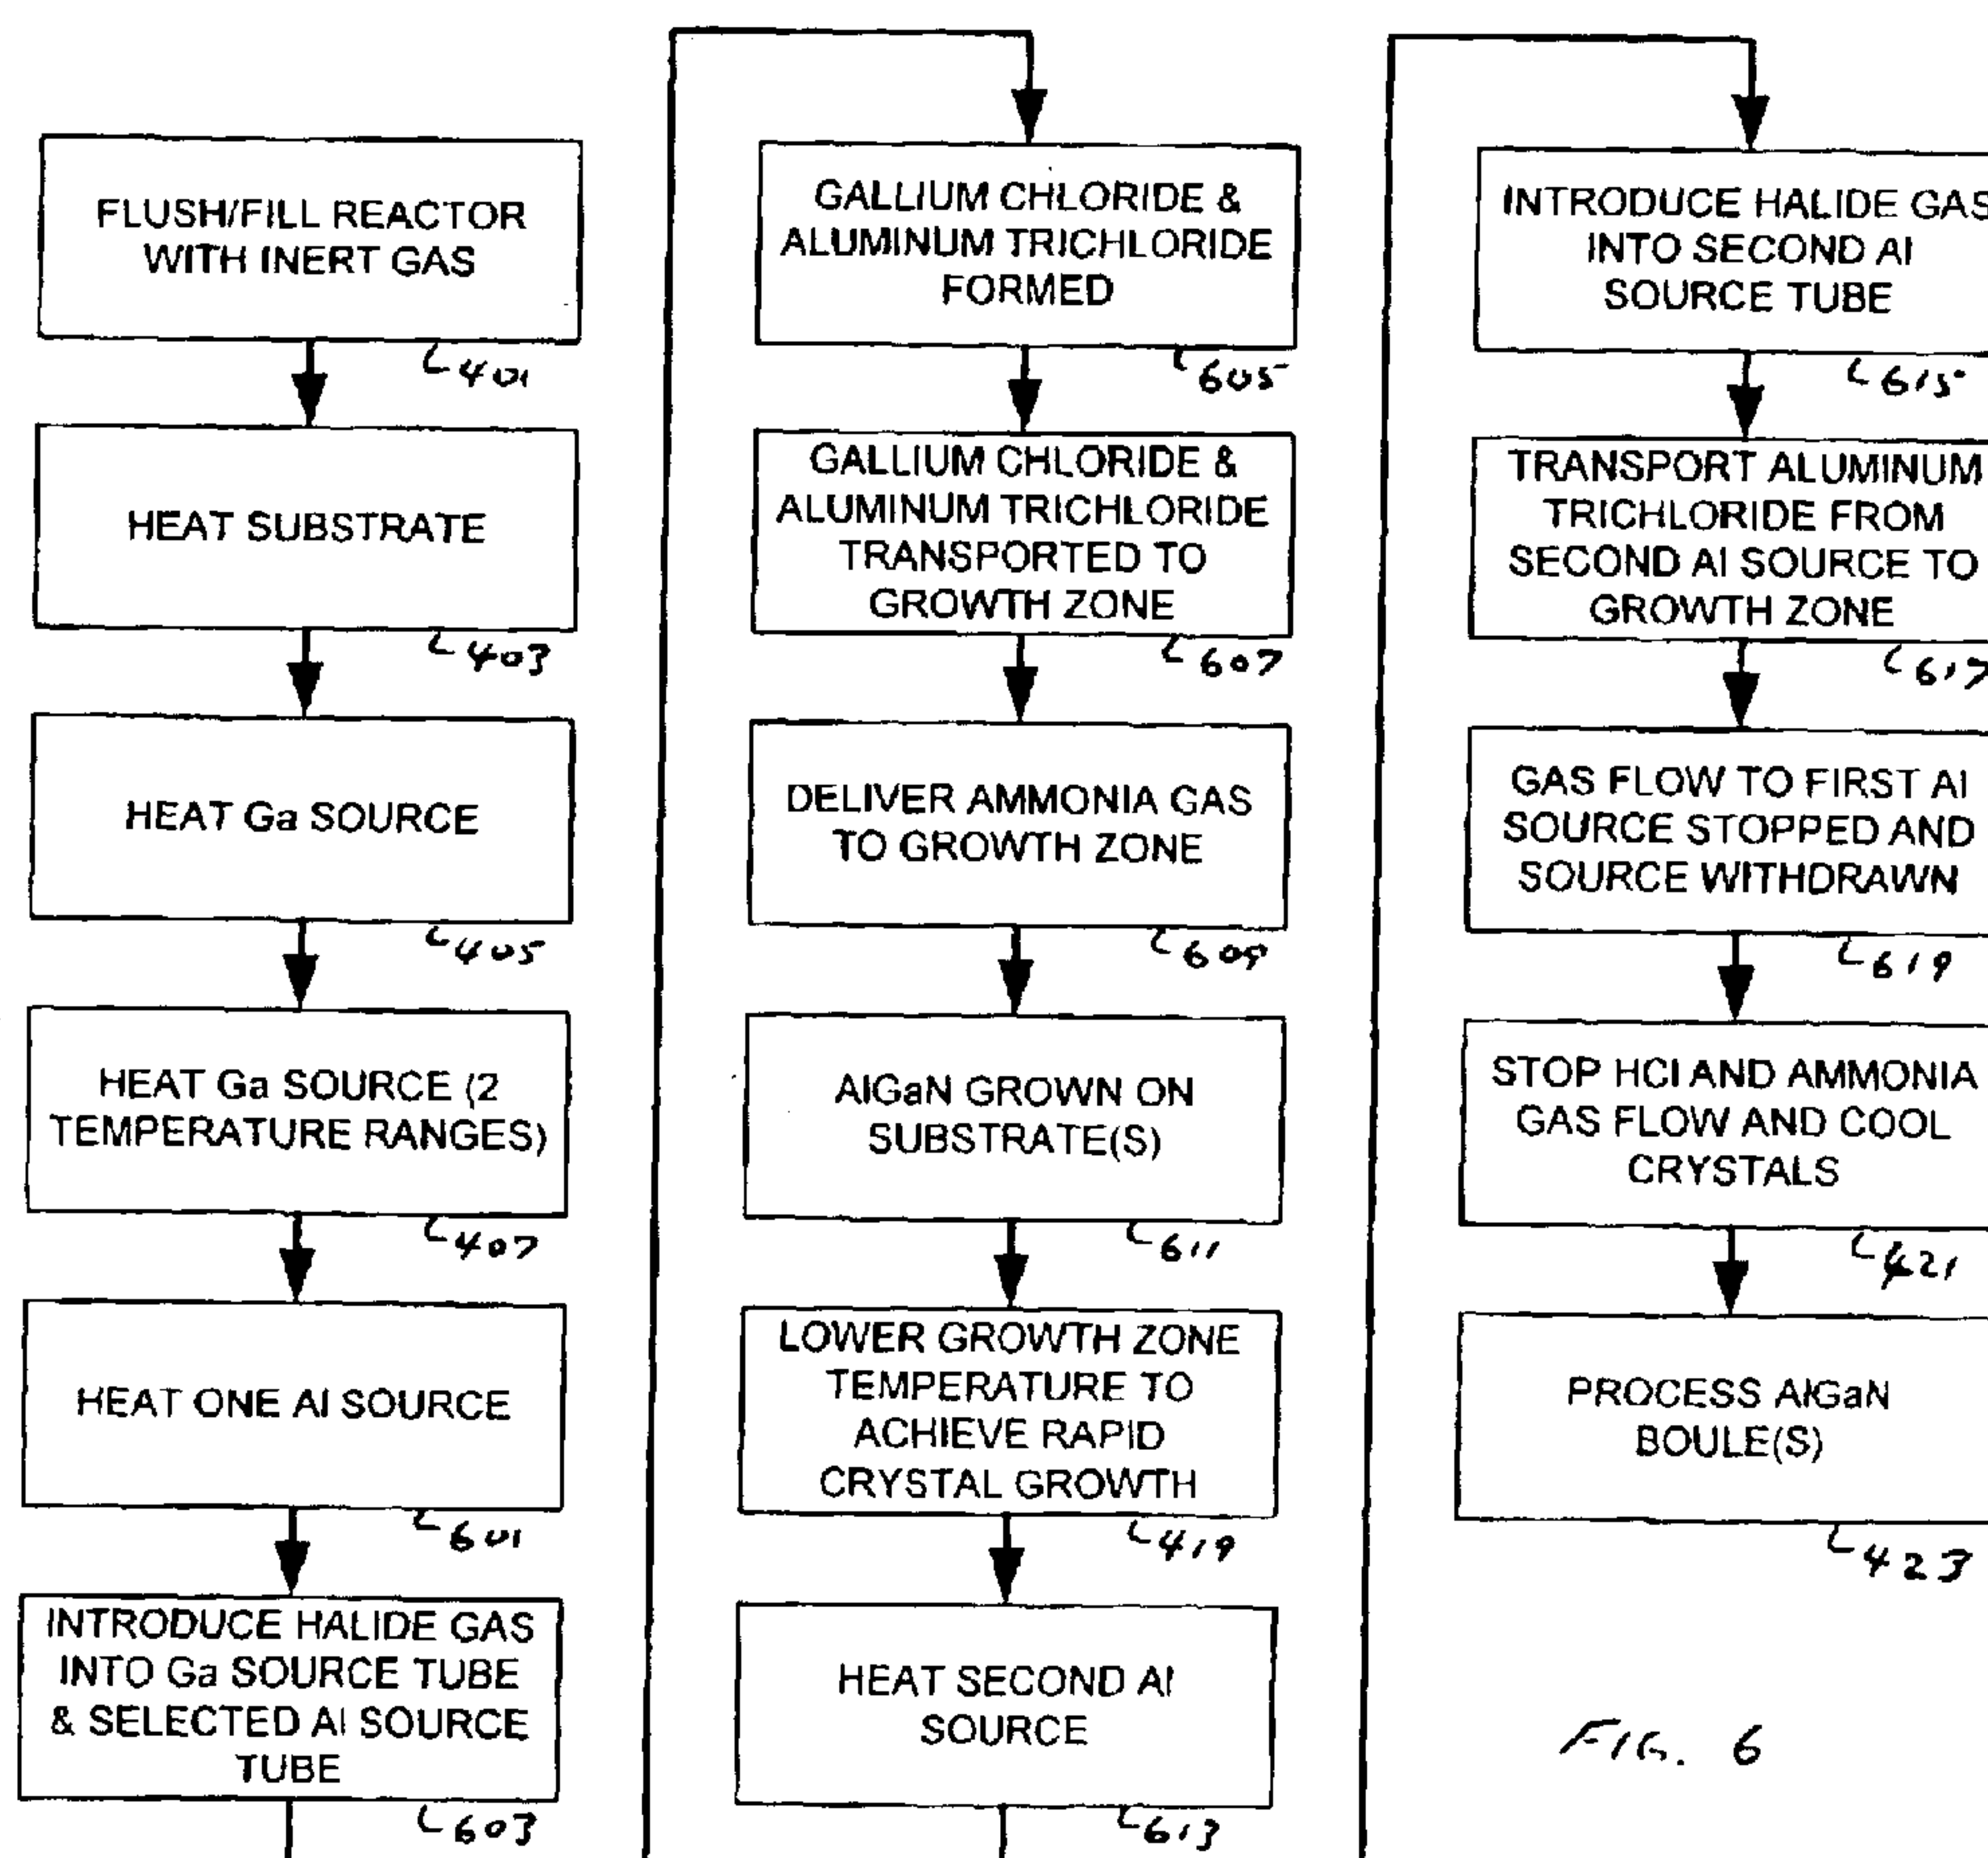 FLUSH/FILL REACTOR
WITH INERT GAS
401
HEAT SUBSTRATE
403
HEAT Ga SOURCE
405
HEAT Ga SOURCE (2
TEMPERATURE RANGES)
407
HEAT ONE Al SOURCE
601
INTRODUCE HALIDE GAS
INTO Ga SOURCE TUBE
& SELECTED Al SOURCE
TUBE
603
GALLIUM CHLORIDE &
ALUMINUM TRICHLORIDE
FORMED
605
GALLIUM CHLORIDE &
ALUMINUM TRICHLORIDE
TRANSPORTED TO
GROWTH ZONE
607
DELIVER AMMONIA GAS
TO GROWTH ZONE
609
AlGaN GROWN ON
SUBSTRATE(S)
611
LOWER GROWTH ZONE
TEMPERATURE TO
ACHIEVE RAPID
CRYSTAL GROWTH
419
HEAT SECOND Al
SOURCE
613
INTRODUCE HALIDE GAS
INTO SECOND Al
SOURCE TUBE
615
TRANSPORT ALUMINUM
TRICHLORIDE FROM
SECOND Al SOURCE TO
GROWTH ZONE
617
GAS FLOW TO FIRST Al
SOURCE STOPPED AND
SOURCE WITHDRAWN
619
STOP HCl AND AMMONIA
GAS FLOW AND COOL
CRYSTALS
421
PROCESS AlGaN
BOULE(S)
423
FIG. 6